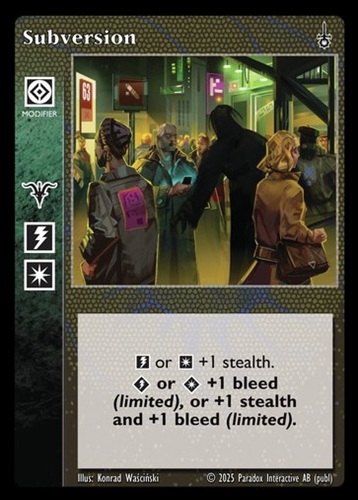 Subversion
MODIFIER
or +1 stealth.
or +1 bleed
(limited), or +1 stealth
and +1 bleed (limited).
Illus: Konrad Waściński © 2025 Paradox Interactive AB (publ)